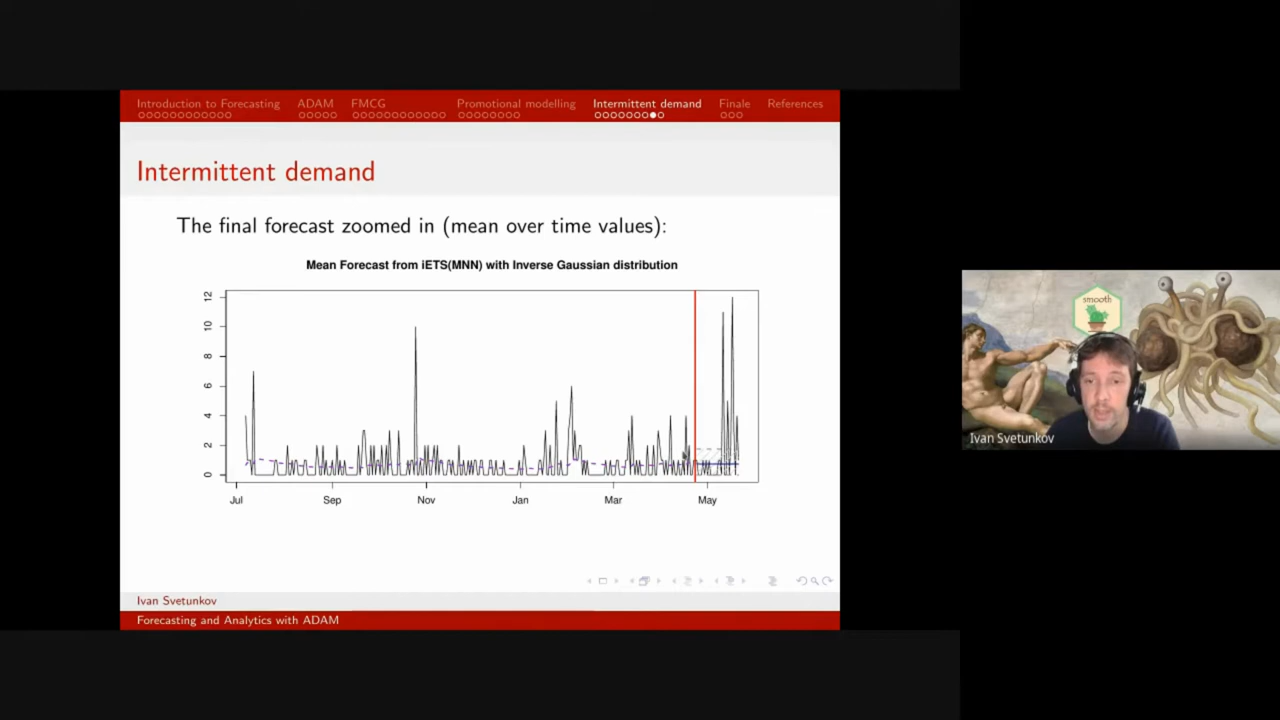 Introduction to Forecasting ADAM FMCG Promotional modelling Intermittent demand Finale References
Intermittent demand
The final forecast zoomed in (mean over time values):
Mean Forecast from iETS(MNN) with Inverse Gaussian distribution
12
10
8
6
4
2
0
Jul Sep Nov Jan Mar May
smooth
Ivan Svetunkov
Ivan Svetunkov
Forecasting and Analytics with ADAM